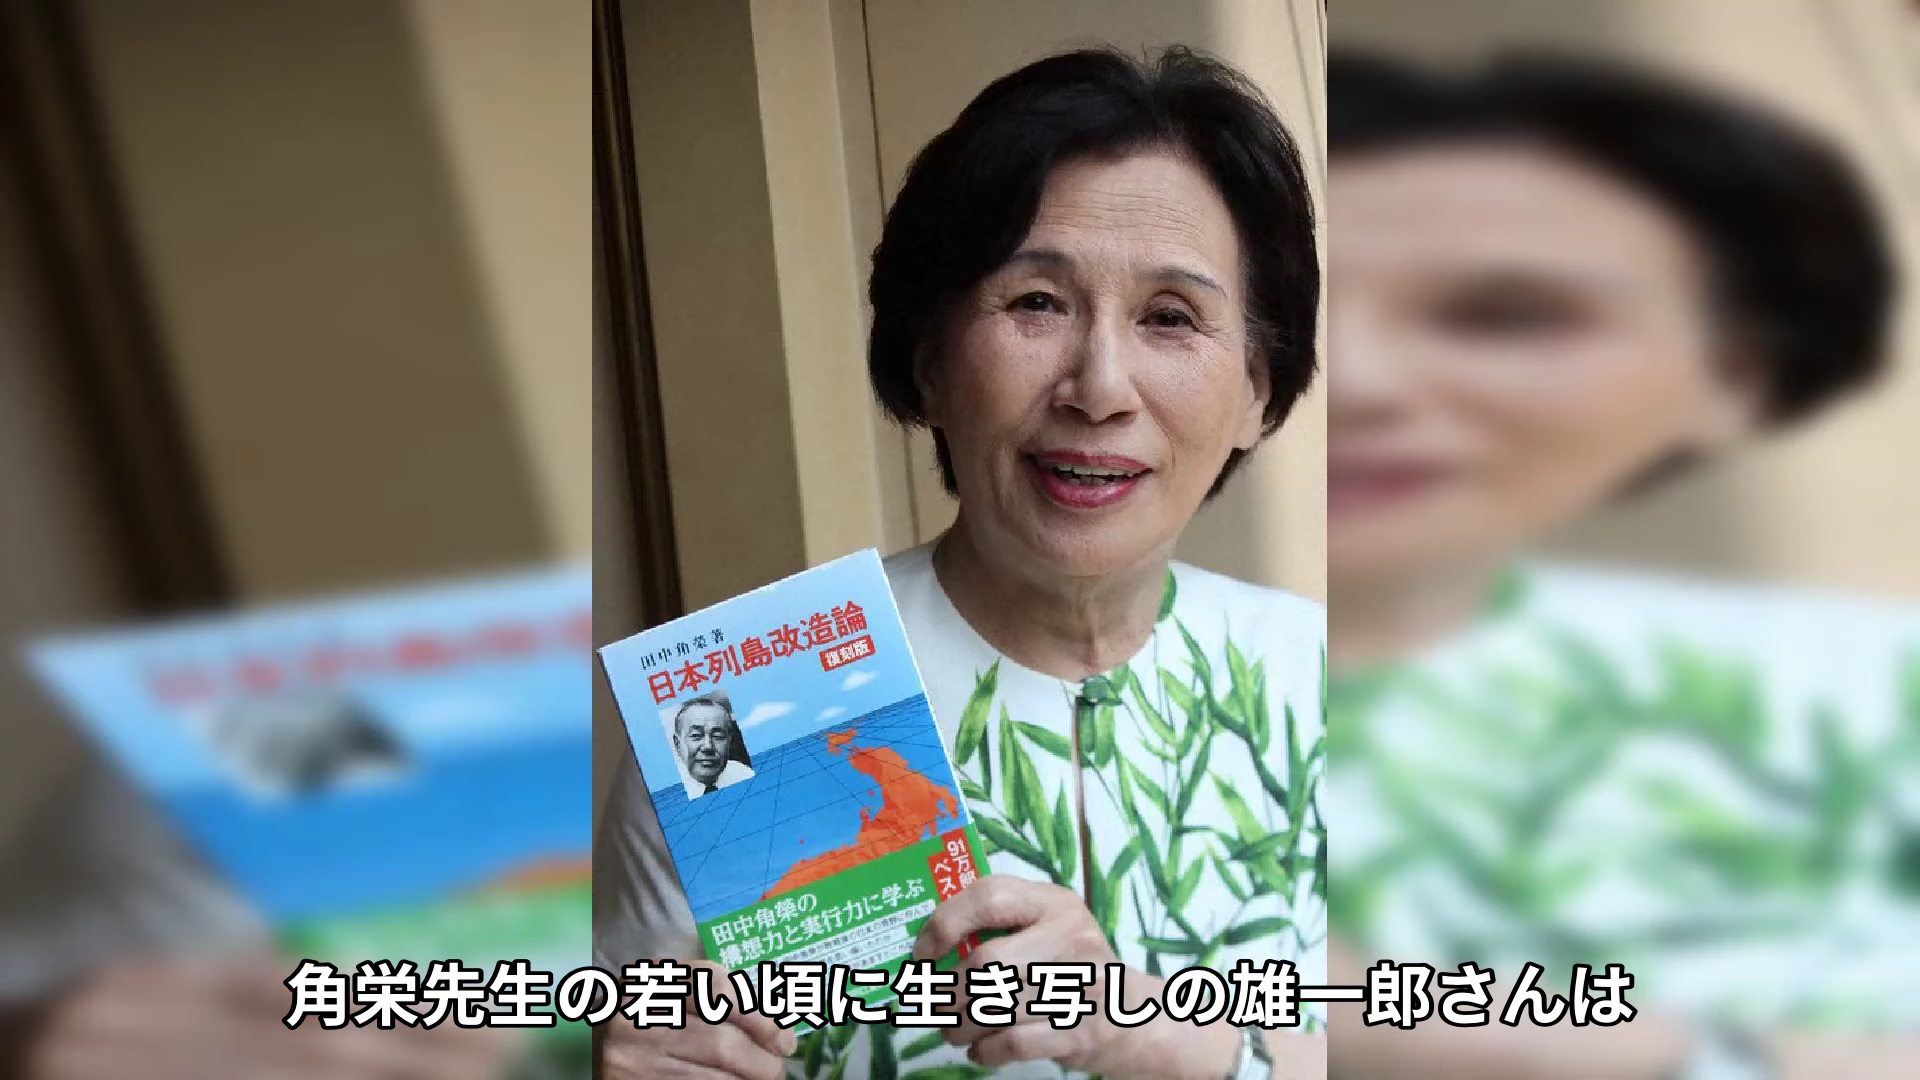 田中角榮 著
日本列島改造論
復刻版
91万部
ベス
田中角榮の
構想力と実行力に学ぶ
角栄先生の若い頃に生き写しの雄一郎さんは